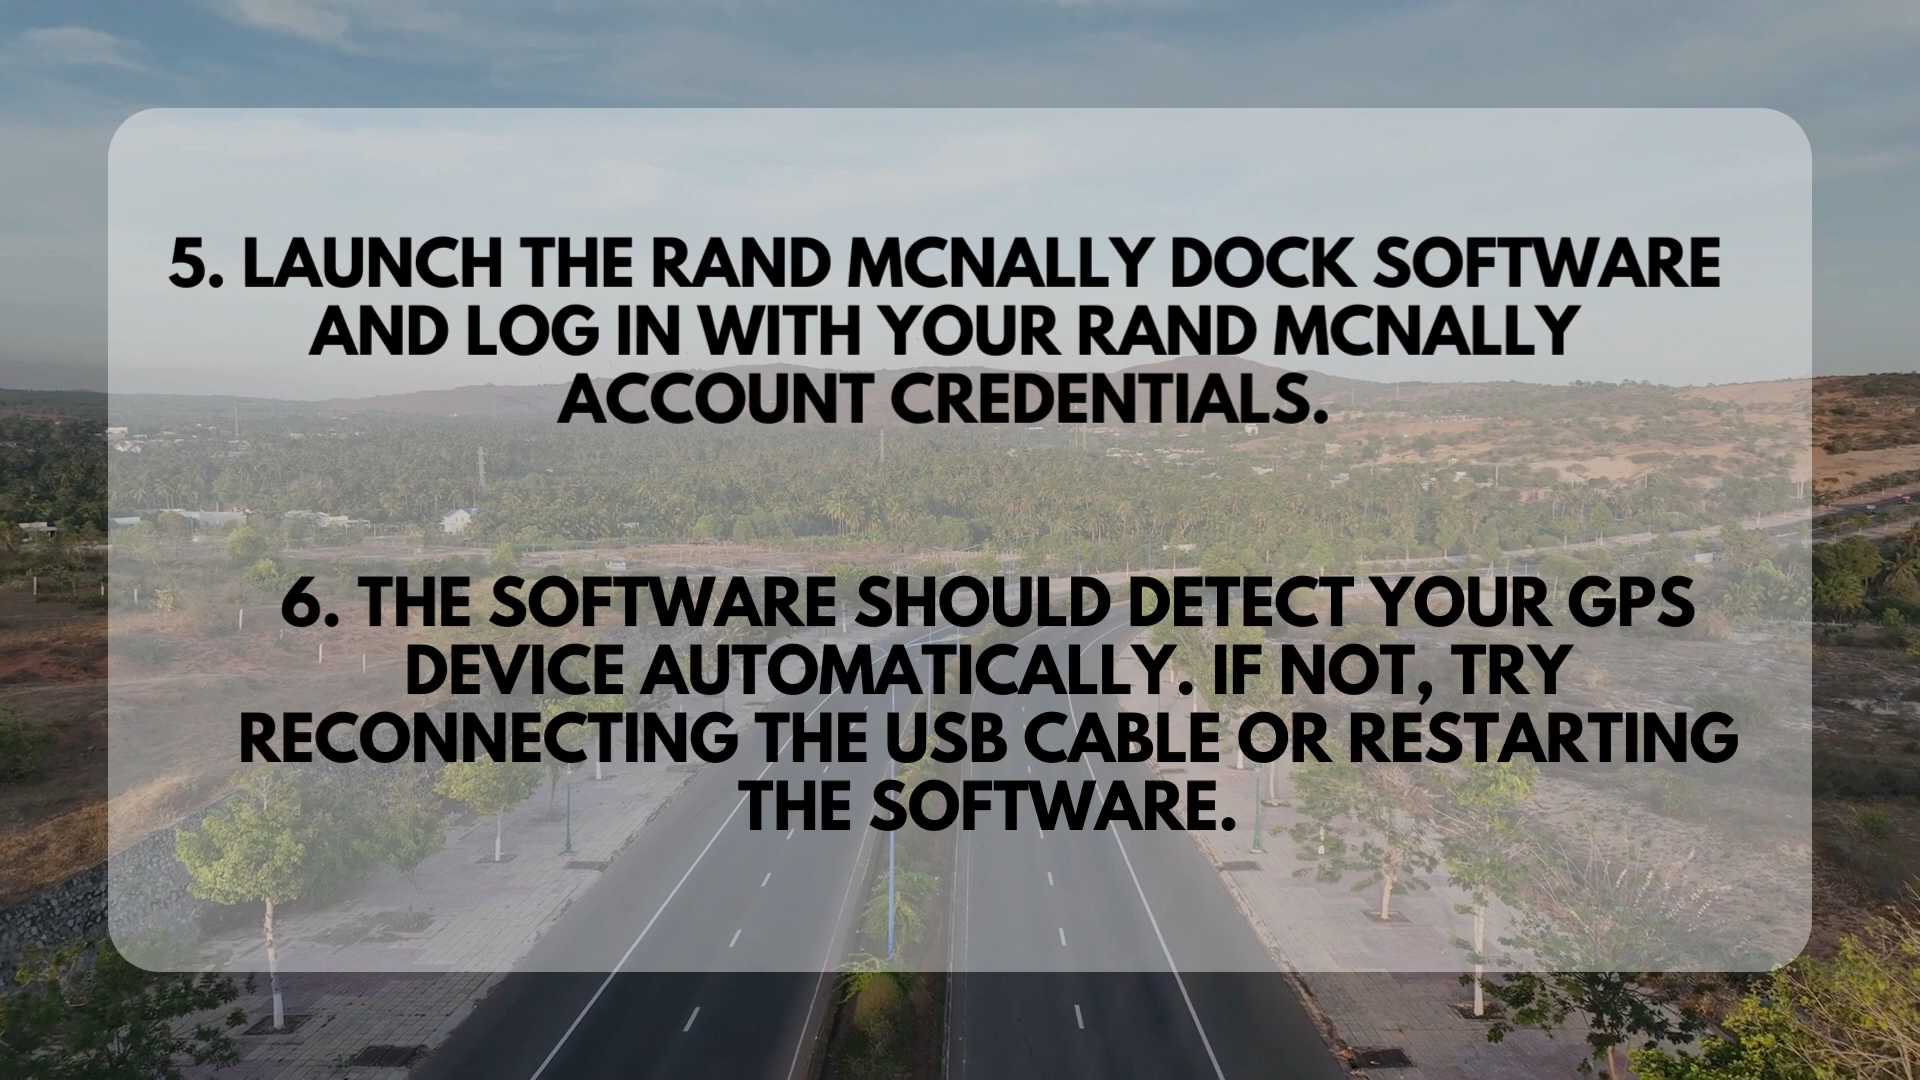 5. LAUNCH THE RAND MCNALLY DOCK SOFTWARE
AND LOG IN WITH YOUR RAND MCNALLY
ACCOUNT CREDENTIALS.
6. THE SOFTWARE SHOULD DETECT YOUR GPS
DEVICE AUTOMATICALLY. IF NOT, TRY
RECONNECTING THE USB CABLE OR RESTARTING
THE SOFTWARE.